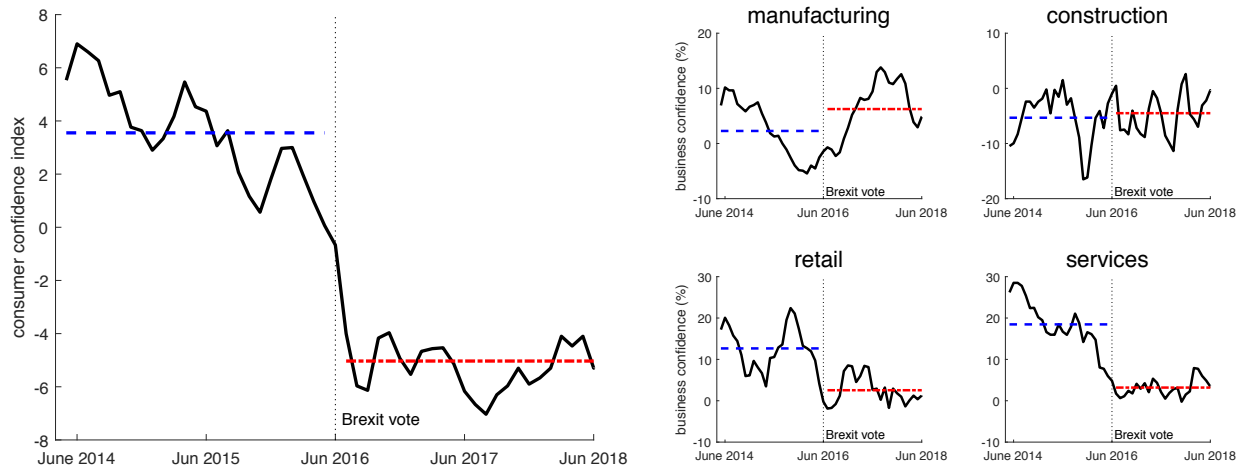 consumer confidence index
8
6
4
2
0
-2
-4
-6
-8
Brexit vote
June 2014
Jun 2015
Jun 2016
Jun 2017
Jun 2018
manufacturing
business confidence (%)
20
10
0
-10
Brexit vote
June 2014
Jun 2016
Jun 2018
construction
10
0
-10
-20
Brexit vote
June 2014
Jun 2016
Jun 2018
retail
business confidence (%)
30
20
10
0
-10
Brexit vote
June 2014
Jun 2016
Jun 2018
services
30
20
10
0
-10
Brexit vote
June 2014
Jun 2016
Jun 2018